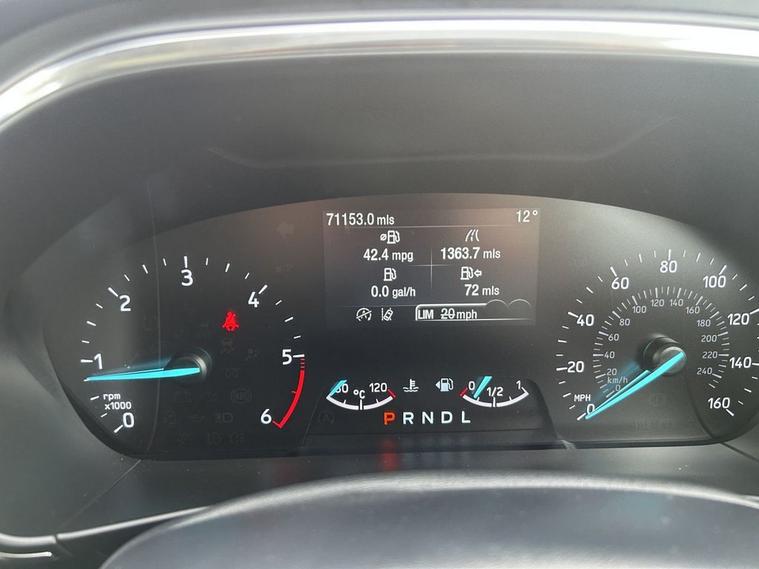 71153.0 mls 12°
42.4 mpg 1363.7 mls
0.0 gal/h 72 mls
LIM 20 mph
0 1 2 3 4 5 6
rpm
x1000
120
°C
0 1/2 1
P R N D L
0 20 40 60 80 100 120 140 160
MPH
0 20 40 60 80 100 120 140 160 180 200 220 240
km/h